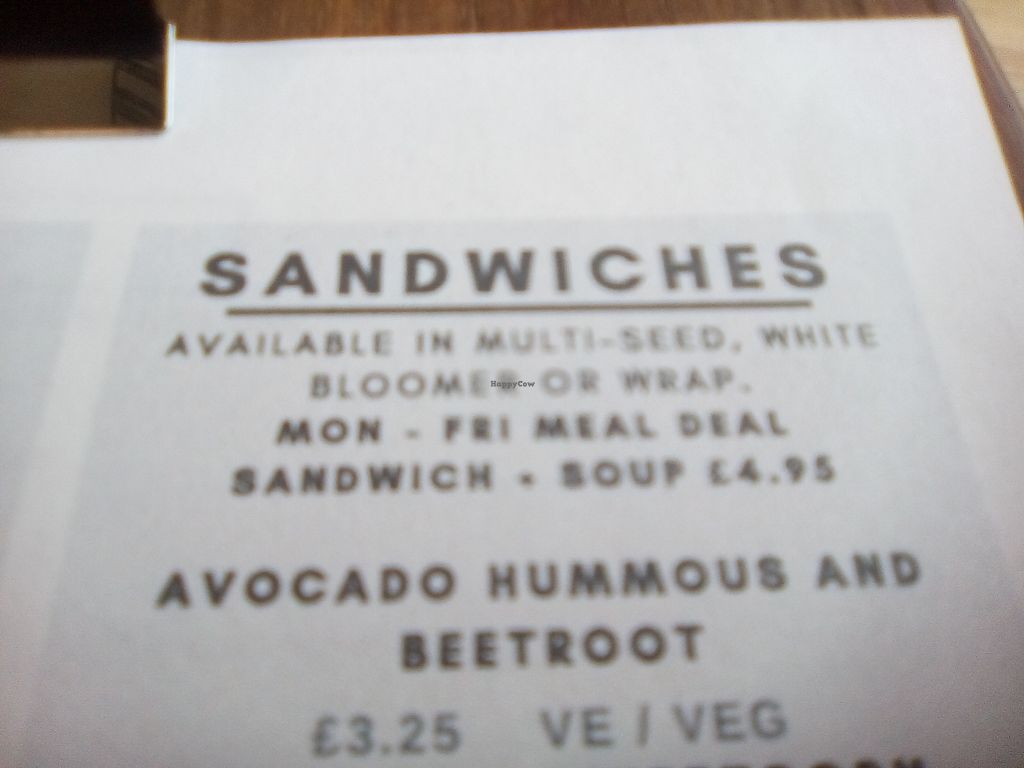 SANDWICHES
AVAILABLE IN MULTI-SEED, WHITE
BLOOMER OR WRAP.
HappyCow
MON - FRI MEAL DEAL
SANDWICH + SOUP £4.95
AVOCADO HUMMOUS AND
BEETROOT
£3.25 VE / VEG